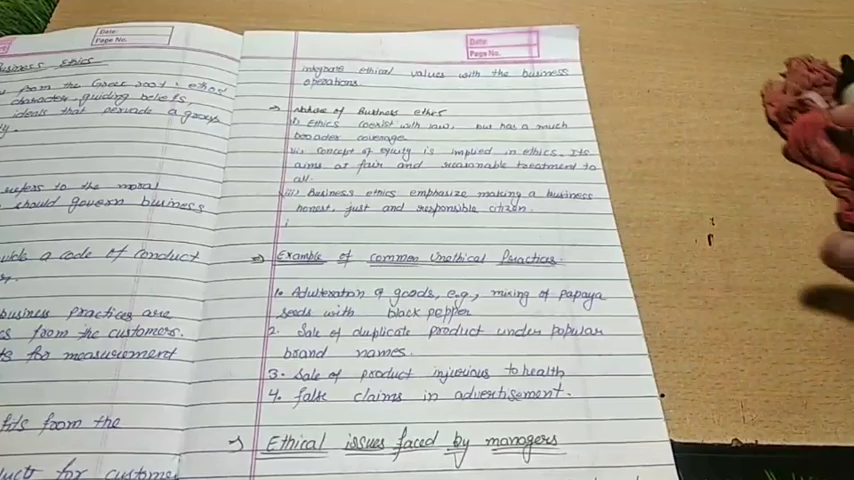 Date:
Page No.
Business Ethics
from the Greek root - ethos
character, guiding beliefs,
ideals that pervade a group
refers to the moral
should govern business
a code of conduct
business practices are
from the customers.
for measurement
from the
for customer
Date:
Page No.
integrate ethical values with the business
operations.
→ Nature of Business ethics
i) Ethics coexist with law, but has a much
broader coverage.
ii) concept of equity is implied in ethics. Its
aims at fair and reasonable treatment to
all.
iii) Business ethics emphasize making a business
honest, just and responsible citizen.
⇒ Example of common Unethical Practices
1. Adulteration of goods, e.g., mixing of papaya
seeds with black pepper
2. Sale of duplicate product under popular
brand names.
3. Sale of product injurious to health
4. false claims in advertisement.
→ Ethical issues faced by managers